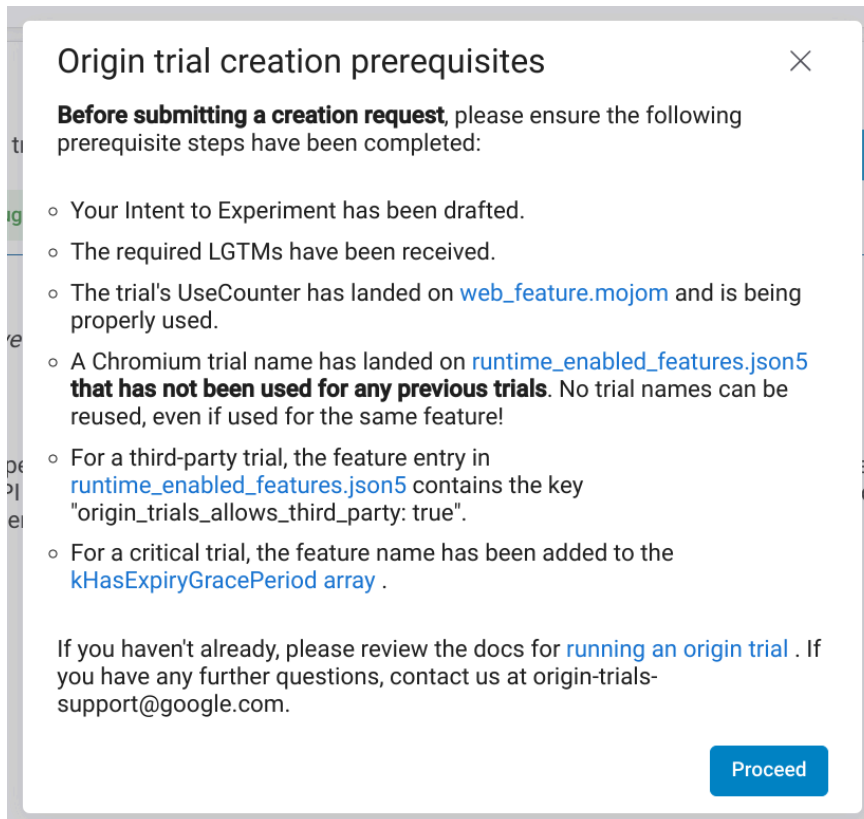 Origin trial creation prerequisites
Before submitting a creation request, please ensure the following
prerequisite steps have been completed:
Your Intent to Experiment has been drafted.
The required LGTMs have been received.
The trial's UseCounter has landed on web_feature.mojom and is being
properly used.
A Chromium trial name has landed on runtime_enabled_features.json5
that has not been used for any previous trials. No trial names can be
reused, even if used for the same feature!
For a third-party trial, the feature entry in
runtime_enabled_features.json5 contains the key
"origin_trials_allows_third_party: true".
For a critical trial, the feature name has been added to the
kHasExpiryGracePeriod array .
If you haven't already, please review the docs for running an origin trial . If
you have any further questions, contact us at origin-trials-
support@google.com.
Proceed